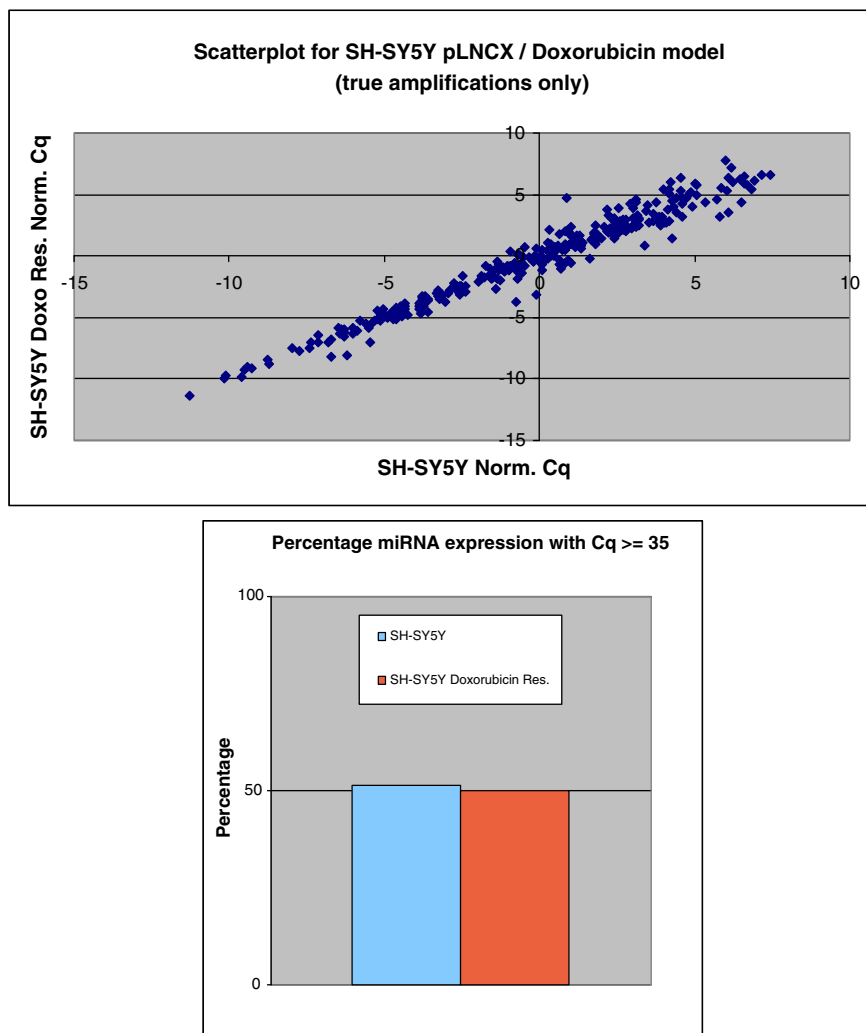 Scatterplot for SH-SY5Y pLNCX / Doxorubicin model
(true amplifications only)
SH-SY5Y Doxo Res. Norm. Cq
10
5
0
-15
-10
-5
0
5
10
-5
-10
-15
SH-SY5Y Norm. Cq
Percentage miRNA expression with Cq >= 35
Percentage
100
SH-SY5Y
SH-SY5Y Doxorubicin Res.
50
0